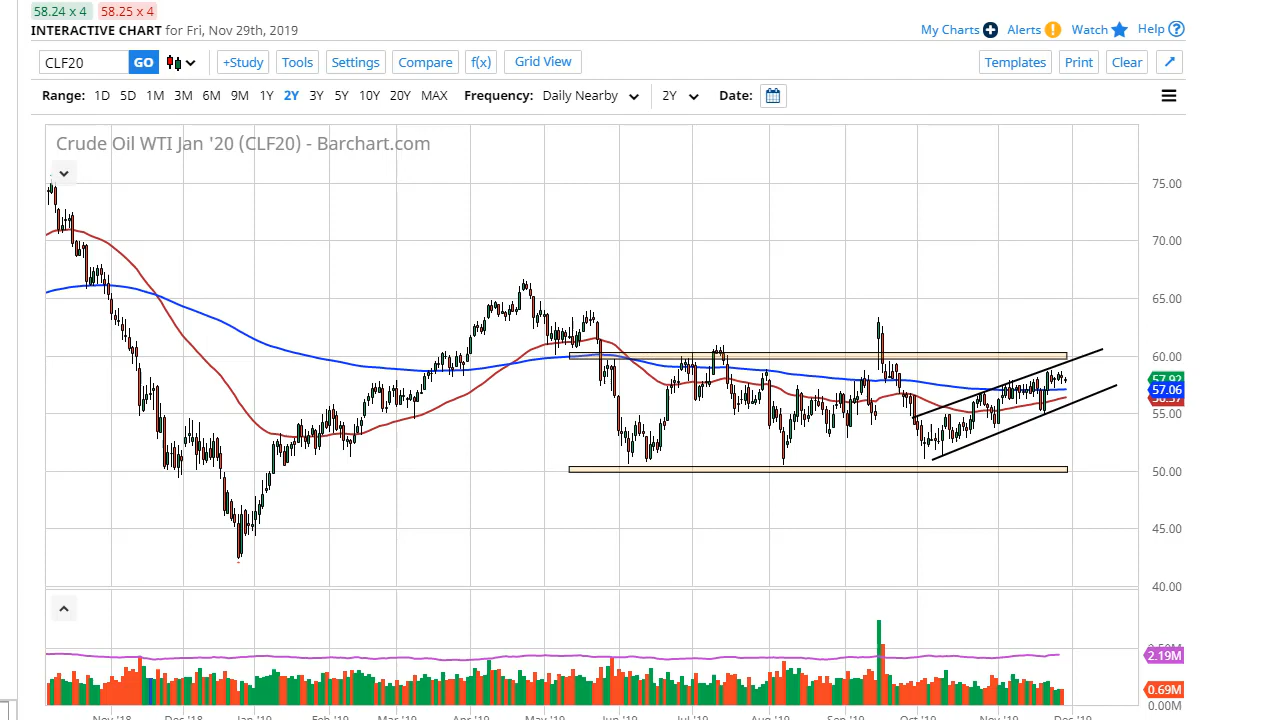 58.24 x 4 58.25 x 4
INTERACTIVE CHART for Fri, Nov 29th, 2019
My Charts Alerts Watch Help
CLF20 GO +Study Tools Settings Compare f(x) Grid View Templates Print Clear
Range: 1D 5D 1M 3M 6M 9M 1Y 2Y 3Y 5Y 10Y 20Y MAX Frequency: Daily Nearby 2Y Date:
Crude Oil WTI Jan '20 (CLF20) - Barchart.com
75.00
70.00
65.00
60.00
57.92
57.06
55.00
50.00
45.00
40.00
2.19M
0.69M
0.00M
Nov '18 Dec '18 Jan '19 Feb '19 Mar '19 Apr '19 May '19 Jun '19 Jul '19 Aug '19 Sep '19 Oct '19 Nov '19 Dec '19